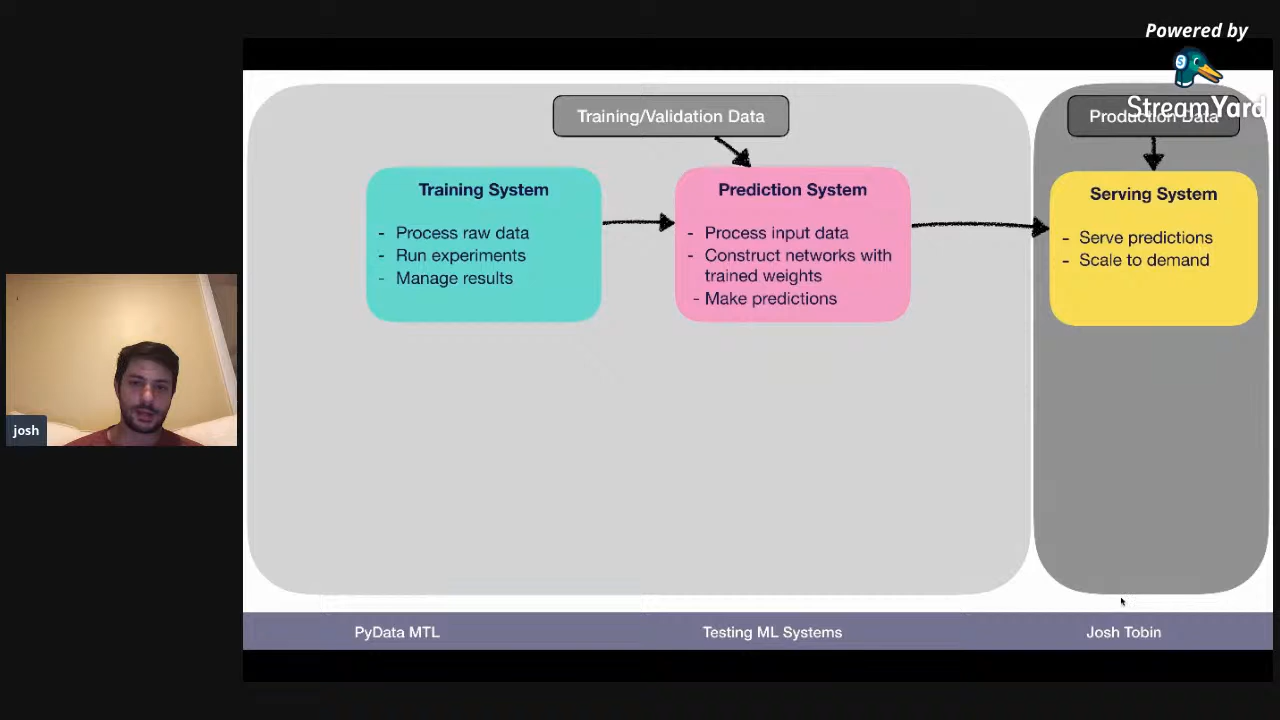 Powered by
StreamYard
Training/Validation Data
Production Data
Training System
- Process raw data
- Run experiments
- Manage results
Prediction System
- Process input data
- Construct networks with
trained weights
- Make predictions
Serving System
- Serve predictions
- Scale to demand
josh
PyData MTL
Testing ML Systems
Josh Tobin